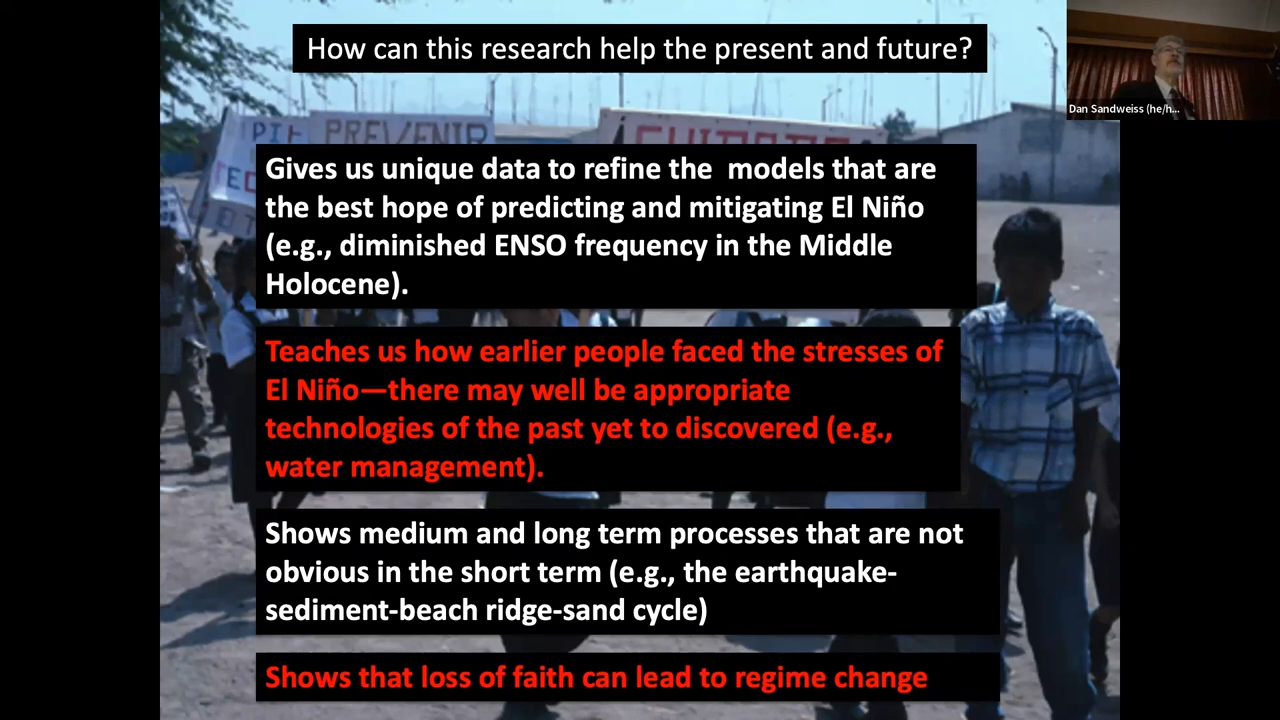 How can this research help the present and future?
Dan Sandweiss (he/h...
PREVENIR
Gives us unique data to refine the models that are
the best hope of predicting and mitigating El Niño
(e.g., diminished ENSO frequency in the Middle
Holocene).
Teaches us how earlier people faced the stresses of
El Niño—there may well be appropriate
technologies of the past yet to discovered (e.g.,
water management).
Shows medium and long term processes that are not
obvious in the short term (e.g., the earthquake-
sediment-beach ridge-sand cycle)
Shows that loss of faith can lead to regime change